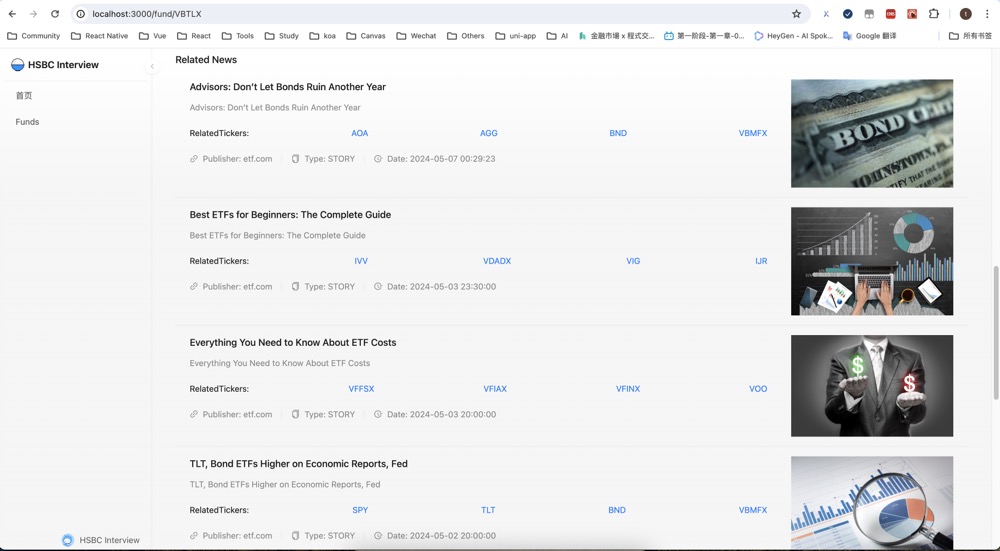 localhost:3000/fund/VBTLX
Community React Native Vue React Tools Study koa Canvas Wechat Others uni-app AI 金融市場 x 程式交... 第一阶段-第一章-0... HeyGen - AI Spok... Google 翻译 所有书签
HSBC Interview
首页
Funds
Related News
Advisors: Don't Let Bonds Ruin Another Year
Advisors: Don't Let Bonds Ruin Another Year
RelatedTickers: AOA AGG BND VBMFX
Publisher: etf.com Type: STORY Date: 2024-05-07 00:29:23
BOND CER
JOHNSTOWN, P
Best ETFs for Beginners: The Complete Guide
Best ETFs for Beginners: The Complete Guide
RelatedTickers: IVV VDADX VIG IJR
Publisher: etf.com Type: STORY Date: 2024-05-03 23:30:00
Everything You Need to Know About ETF Costs
Everything You Need to Know About ETF Costs
RelatedTickers: VFFSX VFIAX VFINX VOO
Publisher: etf.com Type: STORY Date: 2024-05-03 20:00:00
$ $
TLT, Bond ETFs Higher on Economic Reports, Fed
TLT, Bond ETFs Higher on Economic Reports, Fed
RelatedTickers: SPY TLT BND VBMFX
Publisher: etf.com Type: STORY Date: 2024-05-02 20:00:00
HSBC Interview